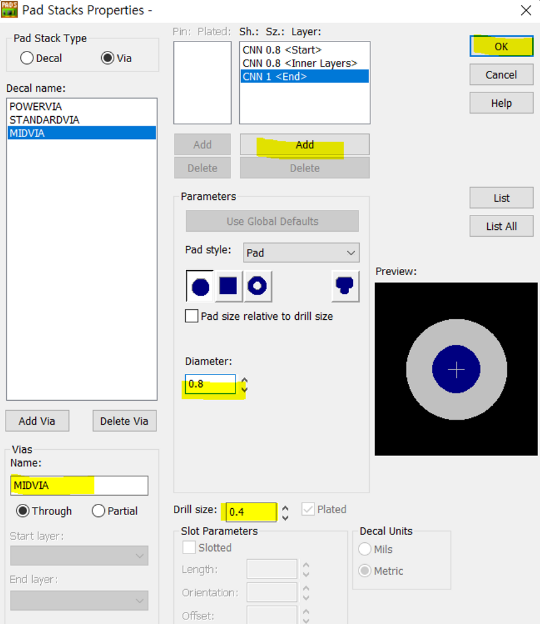 PADS
Pad Stacks Properties -
Pad Stack Type
Decal
Via
Decal name:
POWERVIA
STANDARDVIA
MIDVIA
Add Via
Delete Via
Vias
Name:
MIDVIA
Through
Partial
Start layer:
End layer:
Pin: Plated:
Sh.: Sz.: Layer:
CNN 0.8 <Start>
CNN 0.8 <Inner Layers>
CNN 1 <End>
Add
Add
Delete
Delete
Parameters
Use Global Defaults
Pad style:
Pad
Pad size relative to drill size
Diameter:
0.8
Drill size:
0.4
Plated
Slot Parameters
Slotted
Length:
Orientation:
Offset:
Decal Units
Mils
Metric
OK
Cancel
Help
List
List All
Preview: